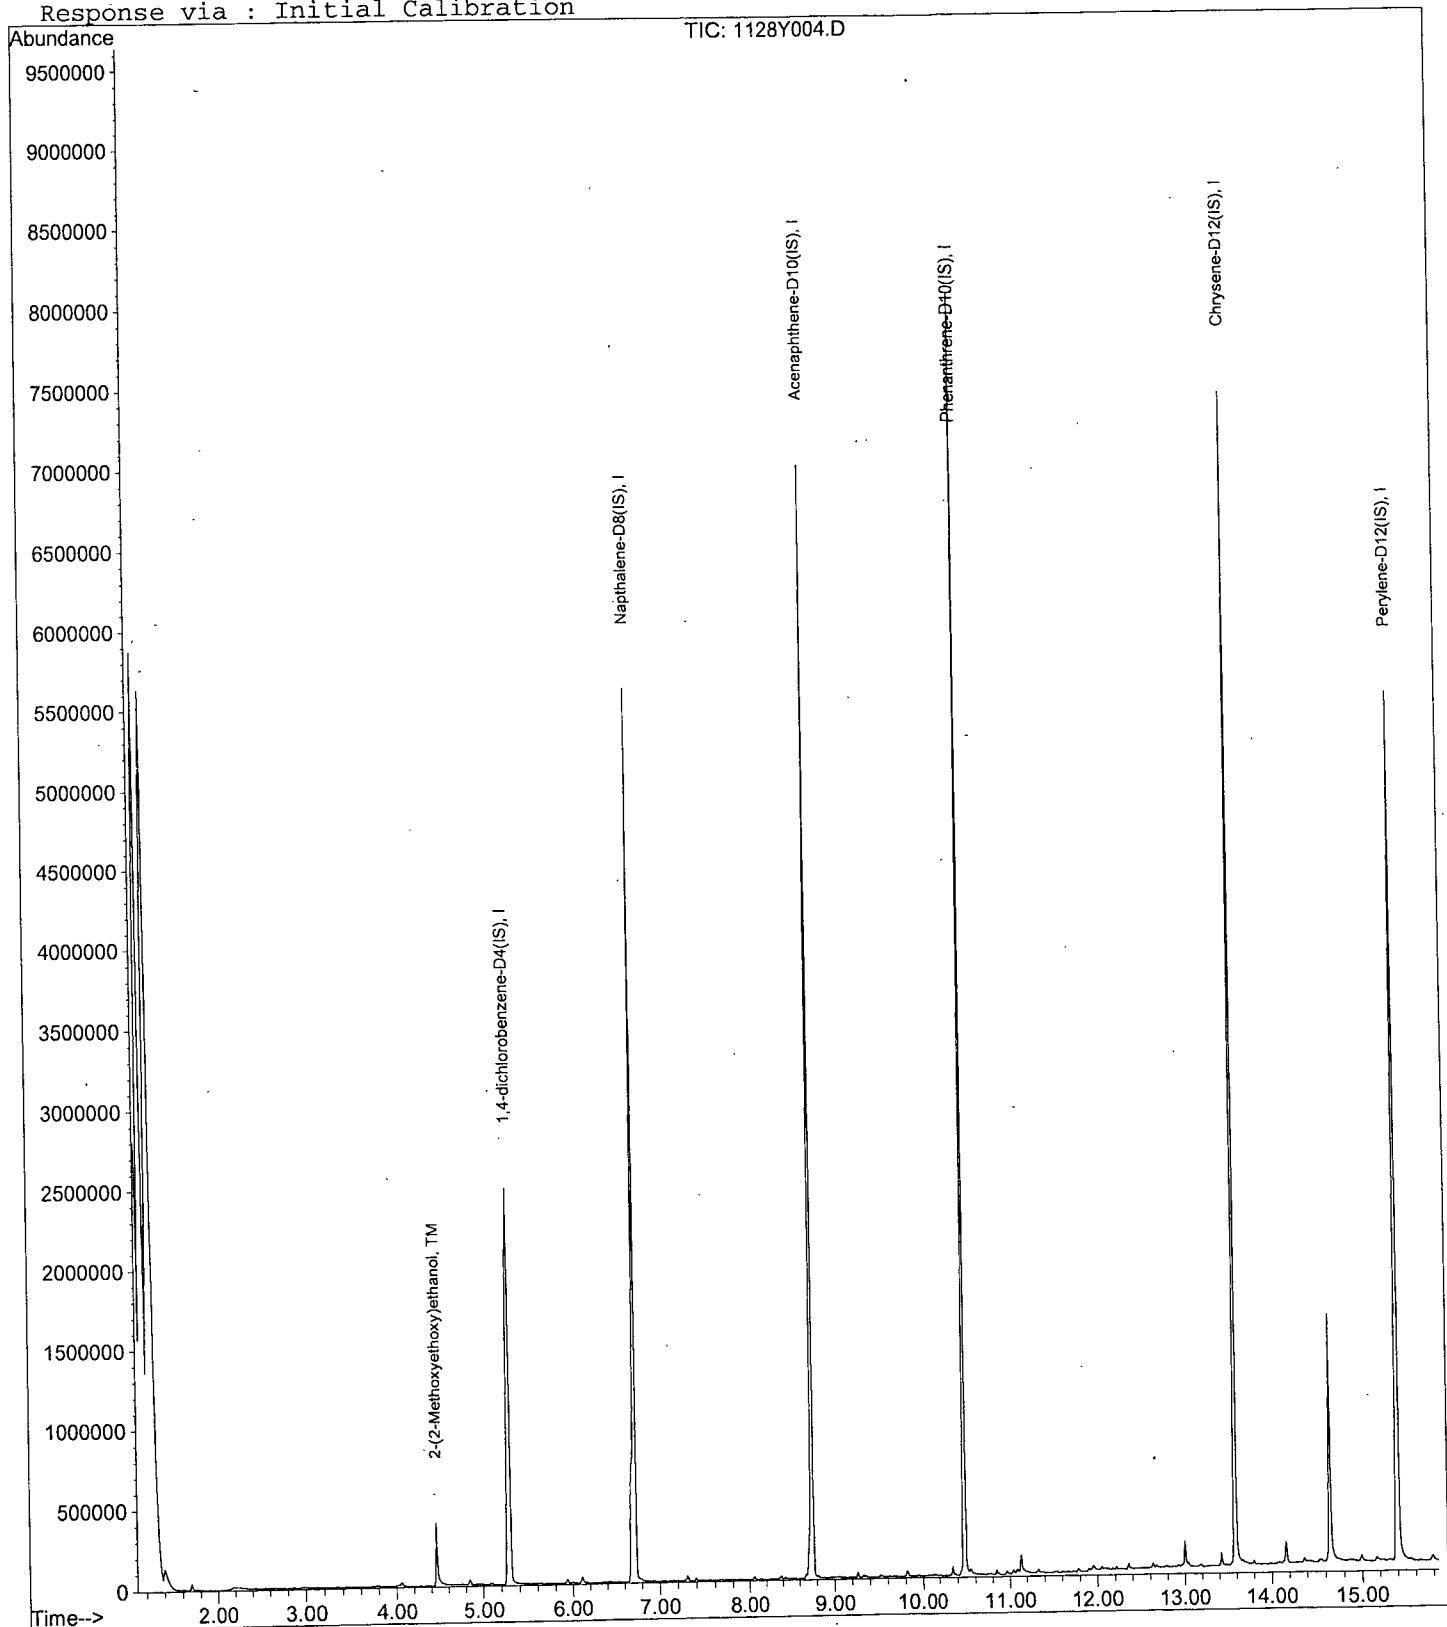 Response via : Initial Calibration
Abundance
TIC: 1128Y004.D
9500000
9000000
8500000
8000000
7500000
7000000
6500000
6000000
5500000
5000000
4500000
4000000
3500000
3000000
2500000
2000000
1500000
1000000
500000
0
2-(2-Methoxyethoxy)ethanol, TM
1,4-dichlorobenzene-D4(IS), I
Napthalene-D8(IS), I
Acenaphthene-D10(IS), I
Phenanthrene-D10(IS), I
Chrysene-D12(IS), I
Perylene-D12(IS), I
Time-->
2.00 3.00 4.00 5.00 6.00 7.00 8.00 9.00 10.00 11.00 12.00 13.00 14.00 15.00